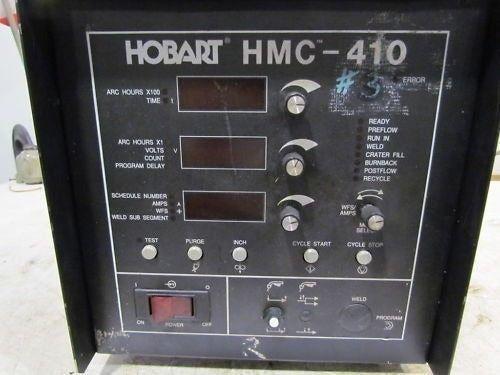 HOBART® HMC™-410
# 3
ERROR
ARC HOURS X100
TIME t
ARC HOURS X1
VOLTS V
COUNT
PROGRAM DELAY
SCHEDULE NUMBER
AMPS A
WFS
WELD SUB SEGMENT
READY
PREFLOW
RUN IN
WELD
CRATER FILL
BURNBACK
POSTFLOW
RECYCLE
WFS/
AMPS
TEST
PURGE
INCH
CYCLE START
CYCLE STOP
I O
ON POWER OFF
WELD
PROGRAM